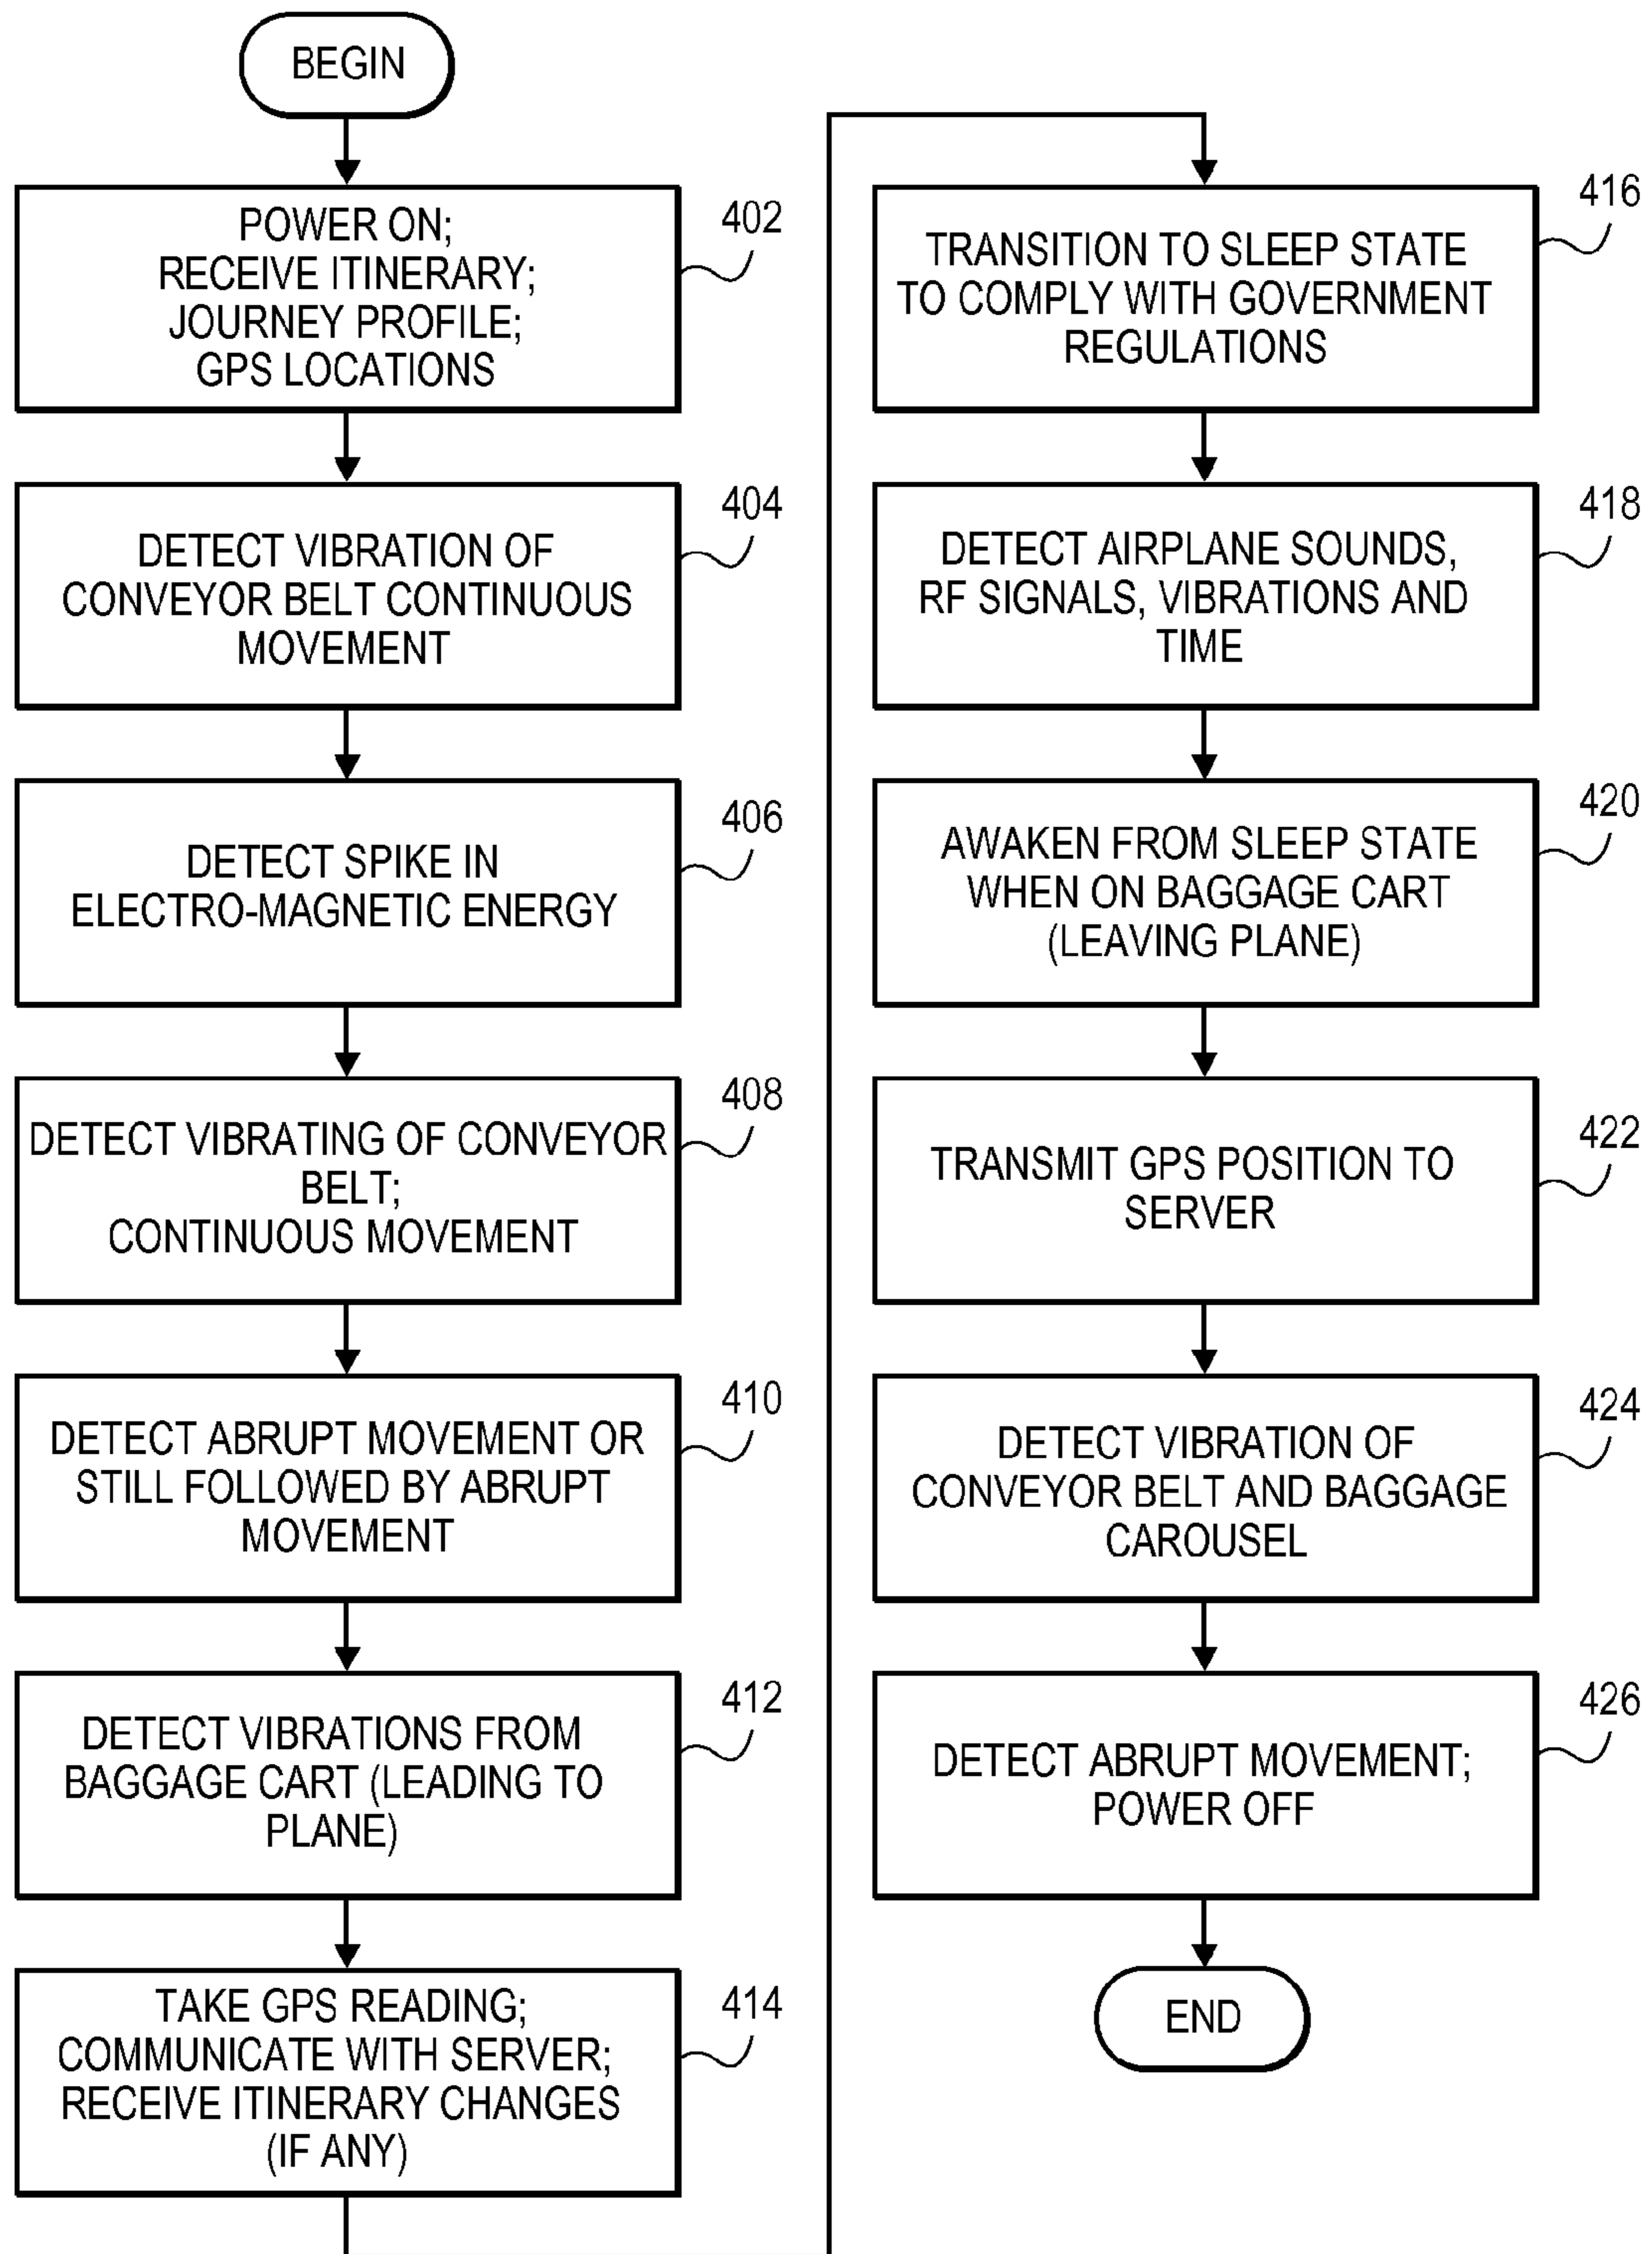 BEGIN
POWER ON;
RECEIVE ITINERARY;
JOURNEY PROFILE;
GPS LOCATIONS
402
DETECT VIBRATION OF
CONVEYOR BELT CONTINUOUS
MOVEMENT
404
DETECT SPIKE IN
ELECTRO-MAGNETIC ENERGY
406
DETECT VIBRATING OF CONVEYOR
BELT;
CONTINUOUS MOVEMENT
408
DETECT ABRUPT MOVEMENT OR
STILL FOLLOWED BY ABRUPT
MOVEMENT
410
DETECT VIBRATIONS FROM
BAGGAGE CART (LEADING TO
PLANE)
412
TAKE GPS READING;
COMMUNICATE WITH SERVER;
RECEIVE ITINERARY CHANGES
(IF ANY)
414
TRANSITION TO SLEEP STATE
TO COMPLY WITH GOVERNMENT
REGULATIONS
416
DETECT AIRPLANE SOUNDS,
RF SIGNALS, VIBRATIONS AND
TIME
418
AWAKEN FROM SLEEP STATE
WHEN ON BAGGAGE CART
(LEAVING PLANE)
420
TRANSMIT GPS POSITION TO
SERVER
422
DETECT VIBRATION OF
CONVEYOR BELT AND BAGGAGE
CAROUSEL
424
DETECT ABRUPT MOVEMENT;
POWER OFF
426
END